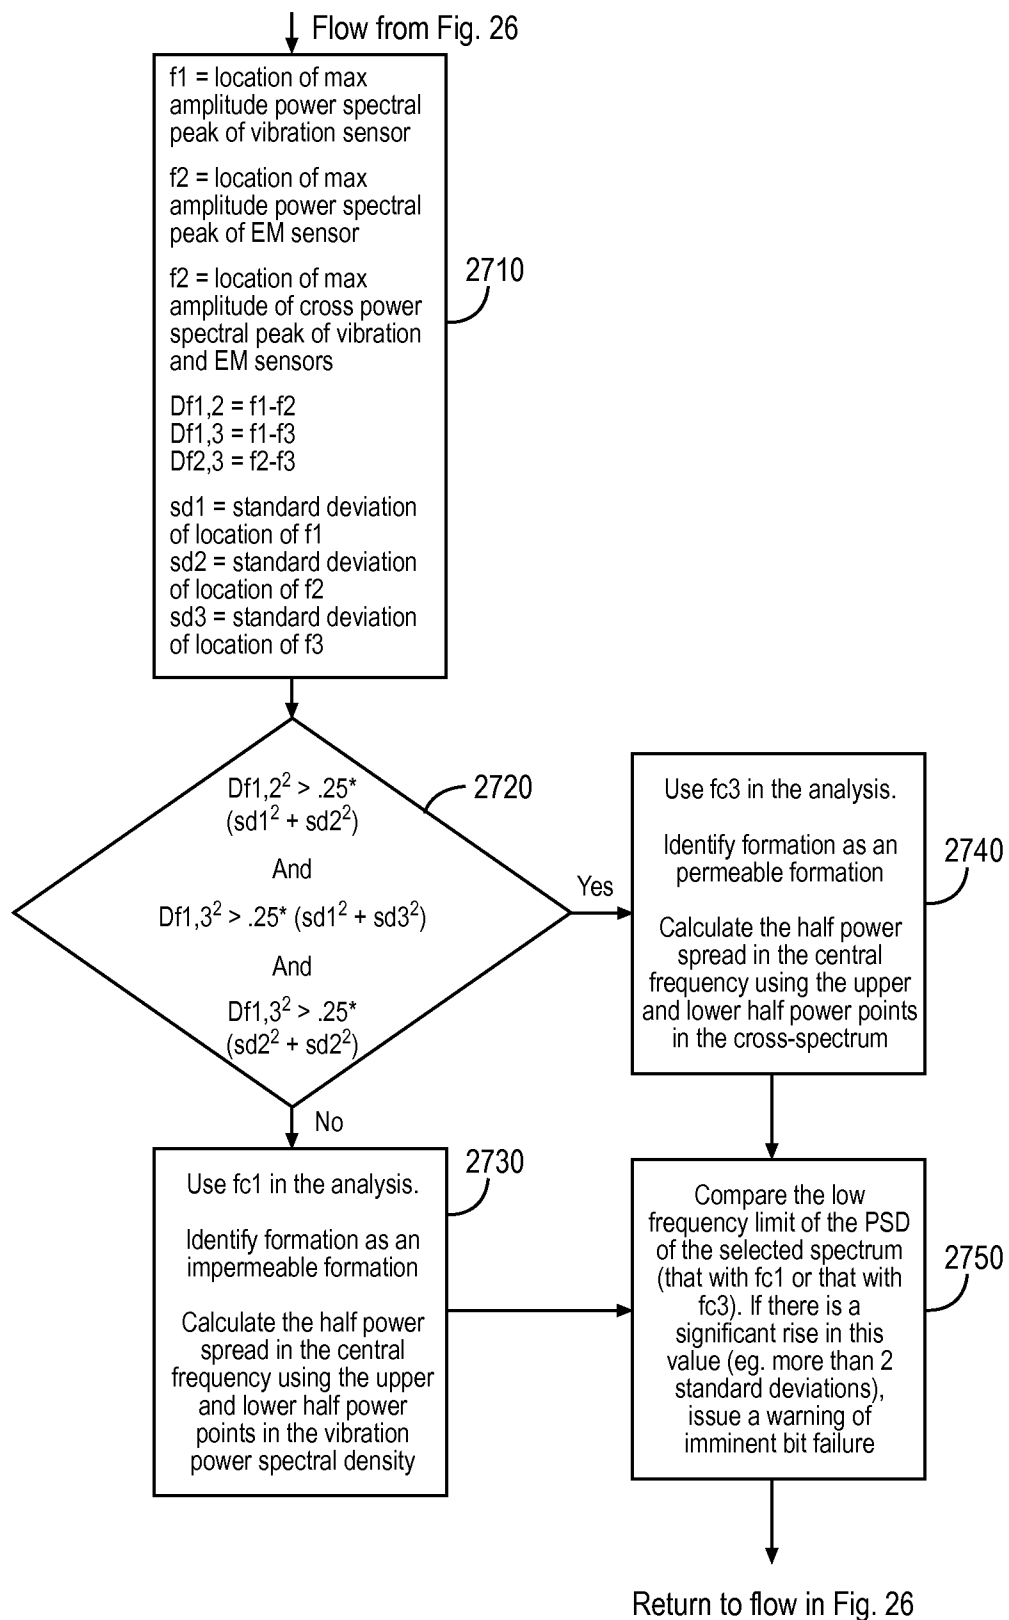 Flow from Fig. 26
f1 = location of max
amplitude power spectral
peak of vibration sensor
f2 = location of max
amplitude power spectral
peak of EM sensor
f2 = location of max
amplitude of cross power
spectral peak of vibration
and EM sensors
Df1,2 = f1-f2
Df1,3 = f1-f3
Df2,3 = f2-f3
sd1 = standard deviation
of location of f1
sd2 = standard deviation
of location of f2
sd3 = standard deviation
of location of f3
2710
Df1,2² > .25*
(sd1² + sd2²)
And
Df1,3² > .25* (sd1² + sd3²)
And
Df1,3² > .25*
(sd2² + sd2²)
2720
Yes
No
Use fc3 in the analysis.
Identify formation as an
permeable formation
Calculate the half power
spread in the central
frequency using the upper
and lower half power points
in the cross-spectrum
2740
Use fc1 in the analysis.
Identify formation as an
impermeable formation
Calculate the half power
spread in the central
frequency using the upper
and lower half power
points in the vibration
power spectral density
2730
Compare the low
frequency limit of the PSD
of the selected spectrum
(that with fc1 or that with
fc3). If there is a
significant rise in this
value (eg. more than 2
standard deviations),
issue a warning of
imminent bit failure
2750
Return to flow in Fig. 26